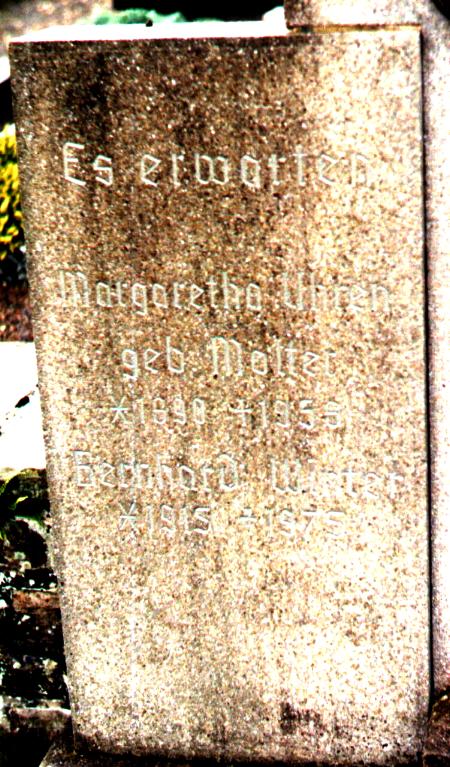 Es erwarten
Margaretha Uhren
geb. Molter
*1890 +1955
Bernhard Winter
*1915 +1975